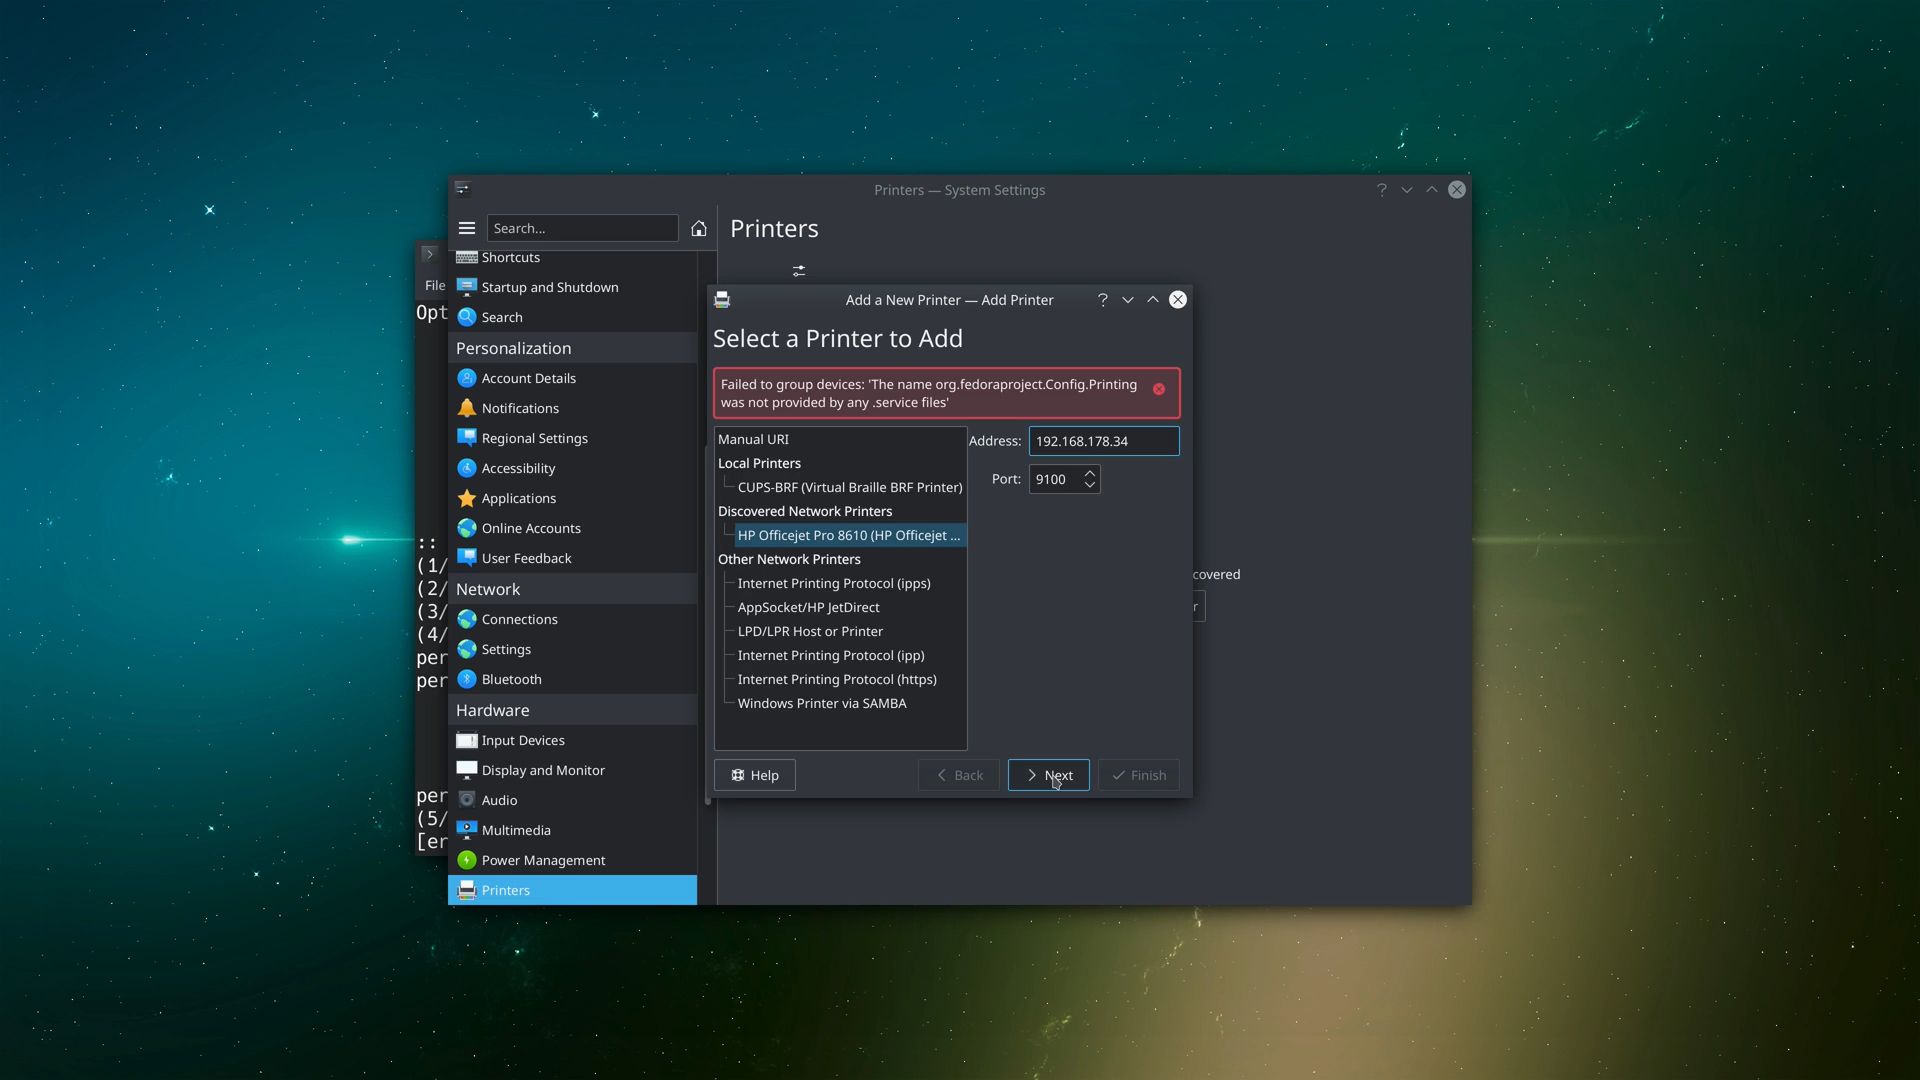 Printers — System Settings
Search...
Printers
Shortcuts
Startup and Shutdown
Search
Personalization
Account Details
Notifications
Regional Settings
Accessibility
Applications
Online Accounts
User Feedback
Network
Connections
Settings
Bluetooth
Hardware
Input Devices
Display and Monitor
Audio
Multimedia
Power Management
Printers
File
Opt
::
(1/
(2/
(3/
(4/
per
per
per
(5/
[er
Add a New Printer — Add Printer
Select a Printer to Add
Failed to group devices: 'The name org.fedoraproject.Config.Printing
was not provided by any .service files'
Manual URI
Local Printers
CUPS-BRF (Virtual Braille BRF Printer)
Discovered Network Printers
HP Officejet Pro 8610 (HP Officejet ...
Other Network Printers
Internet Printing Protocol (ipps)
AppSocket/HP JetDirect
LPD/LPR Host or Printer
Internet Printing Protocol (ipp)
Internet Printing Protocol (https)
Windows Printer via SAMBA
Address: 192.168.178.34
Port: 9100
Help
Back
Next
Finish
covered
r